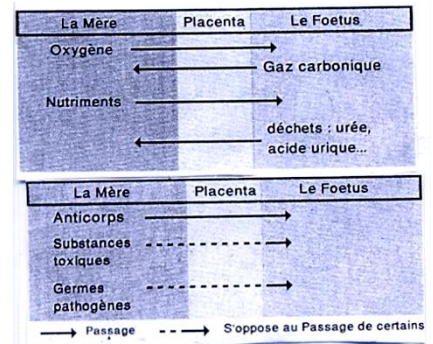 La Mère Placenta Le Foetus
Oxygène
Gaz carbonique
Nutriments
déchets : urée,
acide urique...
La Mère Placenta Le Foetus
Anticorps
Substances
toxiques
Germes
pathogènes
Passage S'oppose au Passage de certains